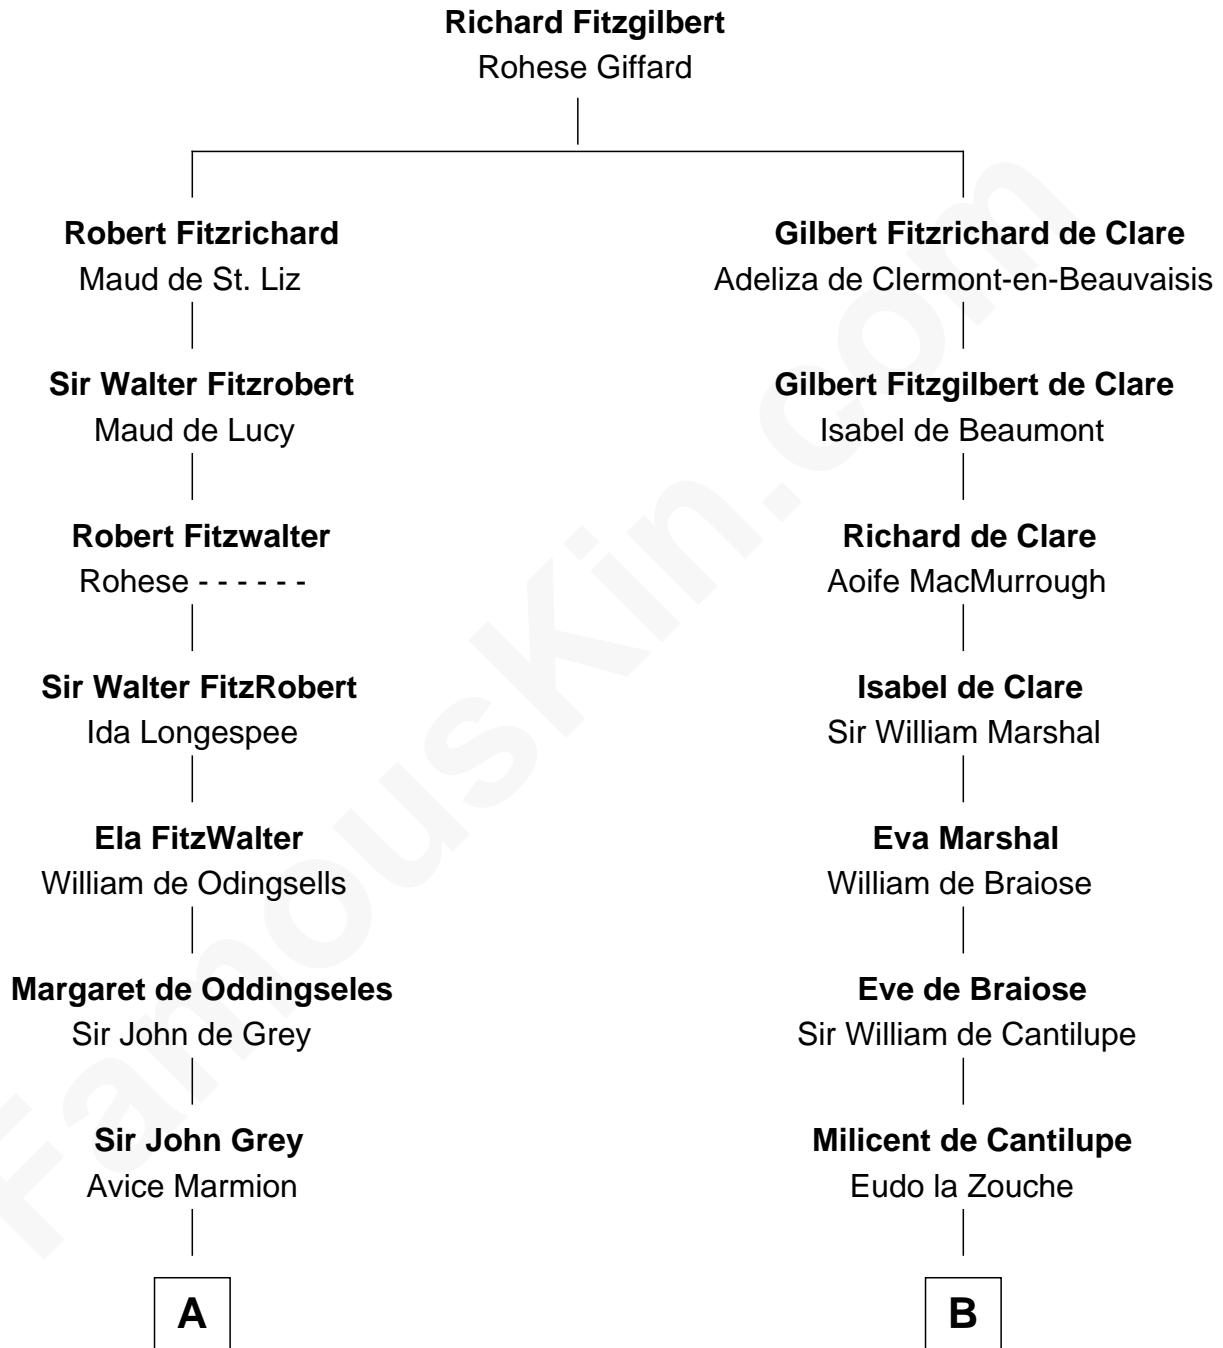 Richard Fitzgilbert
Rohese Giffard
Robert Fitzrichard
Maud de St. Liz
Gilbert Fitzrichard de Clare
Adeliza de Clermont-en-Beauvaisis
Sir Walter Fitzrobert
Maud de Lucy
Gilbert Fitzgilbert de Clare
Isabel de Beaumont
Robert Fitzwalter
Rohese - - - - - -
Richard de Clare
Aoife MacMurrough
Sir Walter FitzRobert
Ida Longespee
Isabel de Clare
Sir William Marshal
Ela FitzWalter
William de Odingsells
Eva Marshal
William de Braiose
Margaret de Oddingseles
Sir John de Grey
Eve de Braiose
Sir William de Cantilupe
Sir John Grey
Avice Marmion
Milicent de Cantilupe
Eudo la Zouche
A
B
FamousKin.com